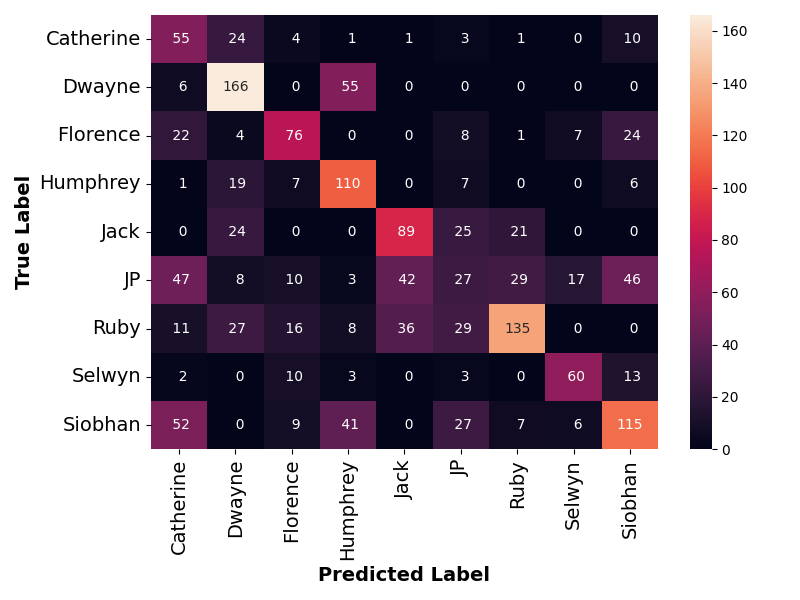 Catherine 55 24 4 1 1 3 1 0 10
Dwayne 6 166 0 55 0 0 0 0 0
Florence 22 4 76 0 0 8 1 7 24
Humphrey 1 19 7 110 0 7 0 0 6
Jack 0 24 0 0 89 25 21 0 0
JP 47 8 10 3 42 27 29 17 46
Ruby 11 27 16 8 36 29 135 0 0
Selwyn 2 0 10 3 0 3 0 60 13
Siobhan 52 0 9 41 0 27 7 6 115
Catherine Dwayne Florence Humphrey Jack JP Ruby Selwyn Siobhan
Predicted Label
True Label
160
140
120
100
80
60
40
20
0